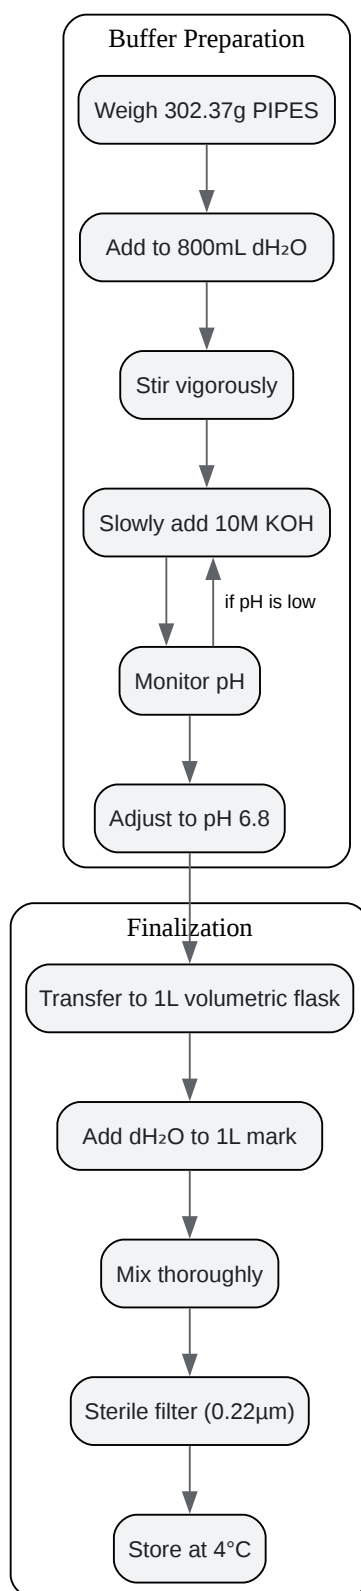 Buffer Preparation
Weigh 302.37g PIPES
Add to 800mL dH₂O
Stir vigorously
Slowly add 10M KOH
if pH is low
Monitor pH
Adjust to pH 6.8
Finalization
Transfer to 1L volumetric flask
Add dH₂O to 1L mark
Mix thoroughly
Sterile filter (0.22µm)
Store at 4°C